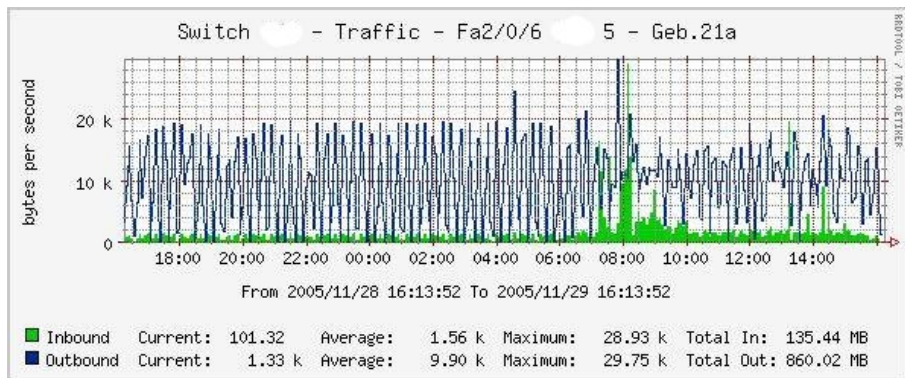 Switch - Traffic - Fa2/0/6 5 - Geb.21a
RRDTOOL / TOBI OETIKER
bytes per second
20 k
10 k
0
18:00 20:00 22:00 00:00 02:00 04:00 06:00 08:00 10:00 12:00 14:00
From 2005/11/28 16:13:52 To 2005/11/29 16:13:52
Inbound Current: 101.32 Average: 1.56 k Maximum: 28.93 k Total In: 135.44 MB
Outbound Current: 1.33 k Average: 9.90 k Maximum: 29.75 k Total Out: 860.02 MB